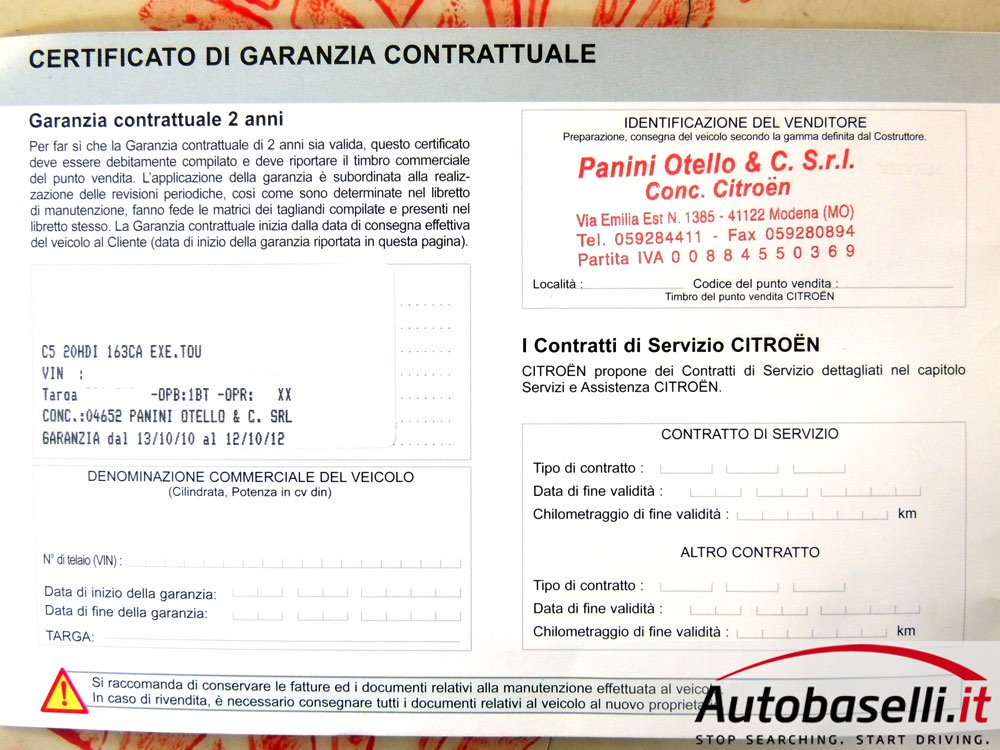 CERTIFICATO DI GARANZIA CONTRATTUALE
Garanzia contrattuale 2 anni
Per far sì che la Garanzia contrattuale di 2 anni sia valida, questo certificato
deve essere debitamente compilato e deve riportare il timbro commerciale
del punto vendita. L'applicazione della garanzia è subordinata alla realiz-
zazione delle revisioni periodiche, così come sono determinate nel libretto
di manutenzione, fanno fede le matrici dei tagliandi compilate e presenti nel
libretto stesso. La Garanzia contrattuale inizia dalla data di consegna effettiva
del veicolo al Cliente (data di inizio della garanzia riportata in questa pagina).
C5 20HDI 163CA EXE.TOU
VIN :
Targa -OPB:1BT -OPR: XX
CONC.:04652 PANINI OTELLO & C. SRL
GARANZIA dal 13/10/10 al 12/10/12
DENOMINAZIONE COMMERCIALE DEL VEICOLO
(Cilindrata, Potenza in cv din)
N° di telaio (VIN) :
Data di inizio della garanzia:
Data di fine della garanzia:
TARGA:
IDENTIFICAZIONE DEL VENDITORE
Preparazione, consegna del veicolo secondo la gamma definita dal Costruttore.
Panini Otello & C. S.r.l.
Conc. Citroën
Via Emilia Est N. 1385 - 41122 Modena (MO)
Tel. 059284411 - Fax 059280894
Partita IVA 0 0 8 8 4 5 5 0 3 6 9
Località : Codice del punto vendita :
Timbro del punto vendita CITROËN
I Contratti di Servizio CITROËN
CITROËN propone dei Contratti di Servizio dettagliati nel capitolo
Servizi e Assistenza CITROËN.
CONTRATTO DI SERVIZIO
Tipo di contratto :
Data di fine validità :
Chilometraggio di fine validità : km
ALTRO CONTRATTO
Tipo di contratto :
Data di fine validità :
Chilometraggio di fine validità : km
Si raccomanda di conservare le fatture ed i documenti relativi alla manutenzione effettuata al veicolo
In caso di rivendita, è necessario consegnare tutti i documenti relativi al veicolo al nuovo proprieta
Autobaselli.it
STOP SEARCHING. START DRIVING.